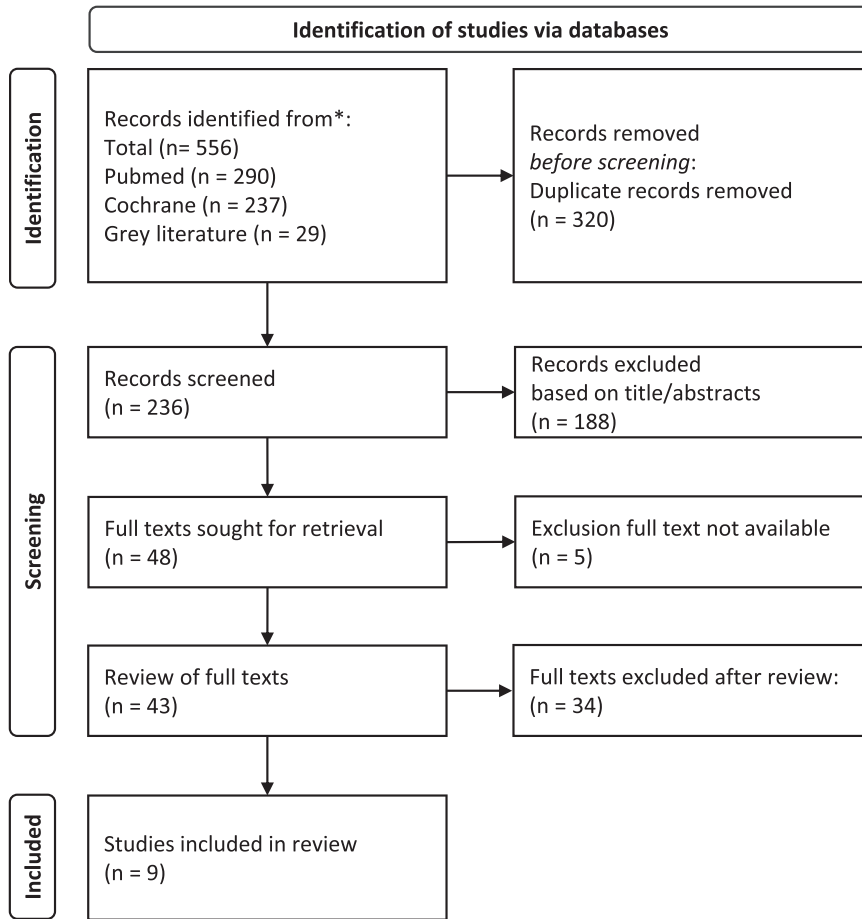 Identification of studies via databases
Identification
Records identified from*:
Total (n= 556)
Pubmed (n = 290)
Cochrane (n = 237)
Grey literature (n = 29)
Records removed
before screening:
Duplicate records removed
(n = 320)
Screening
Records screened
(n = 236)
Records excluded
based on title/abstracts
(n = 188)
Full texts sought for retrieval
(n = 48)
Exclusion full text not available
(n = 5)
Review of full texts
(n = 43)
Full texts excluded after review:
(n = 34)
Included
Studies included in review
(n = 9)